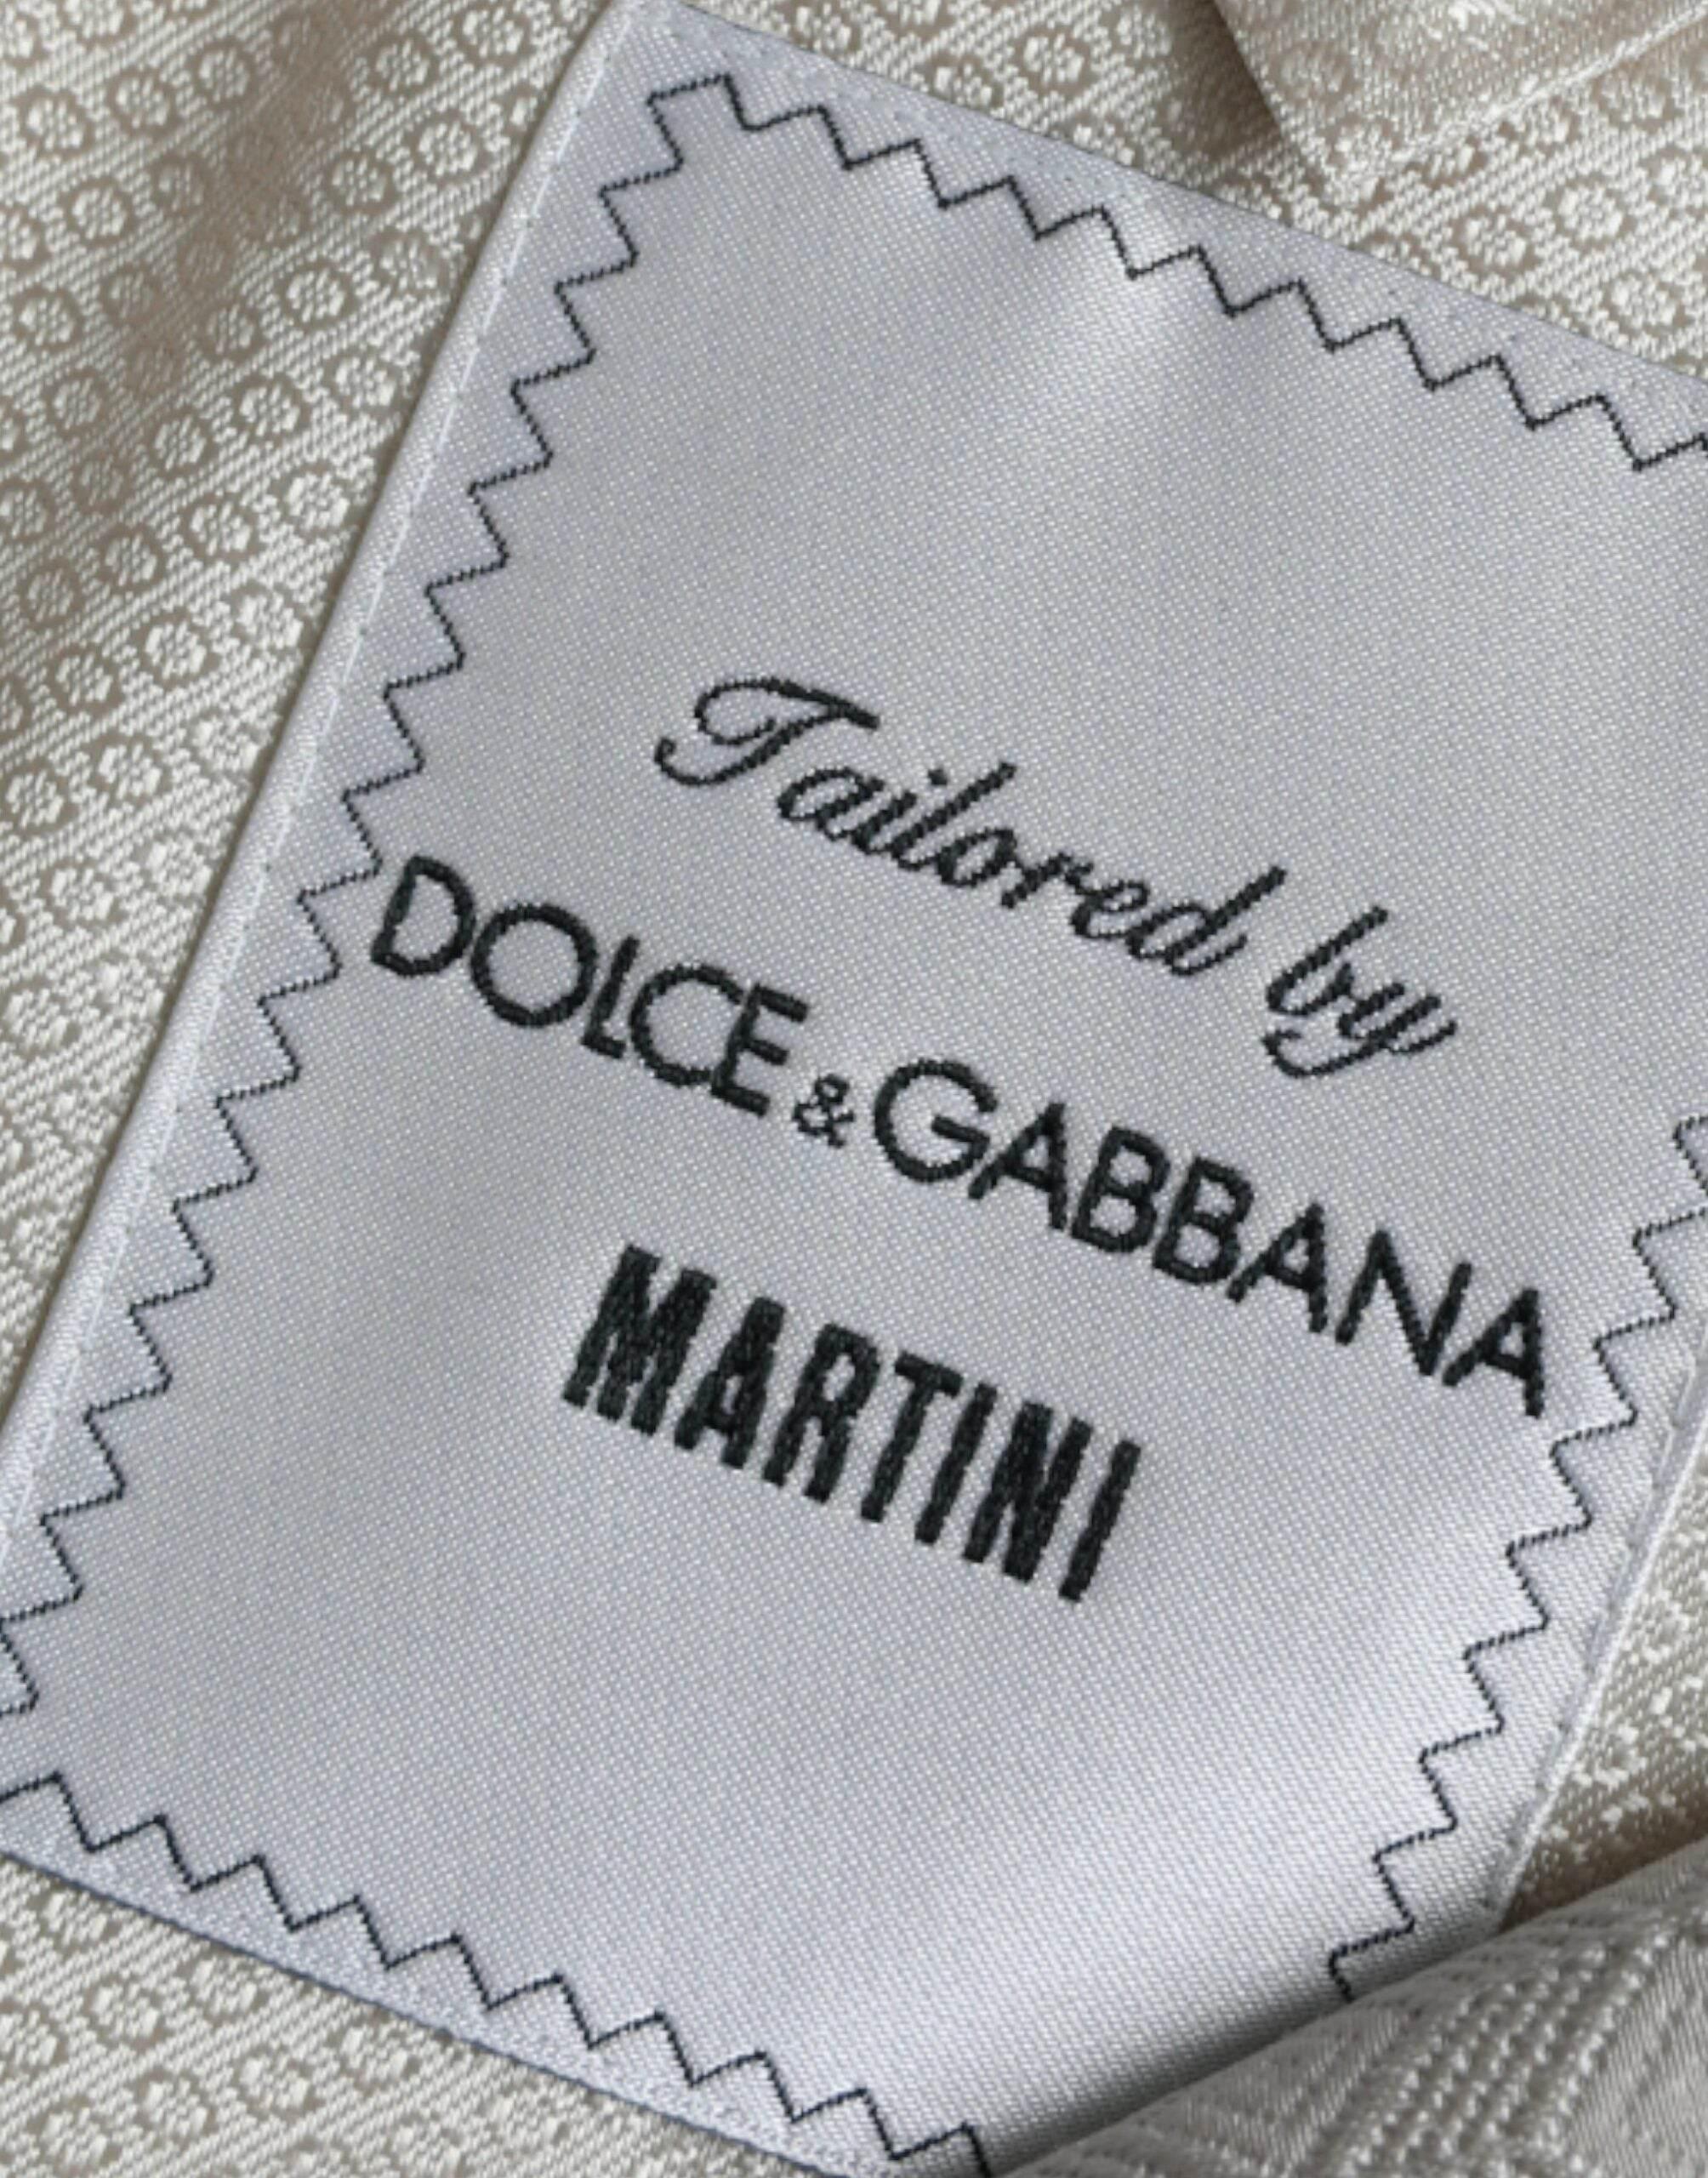 Tailored by
DOLCE & GABBANA
MARTINI